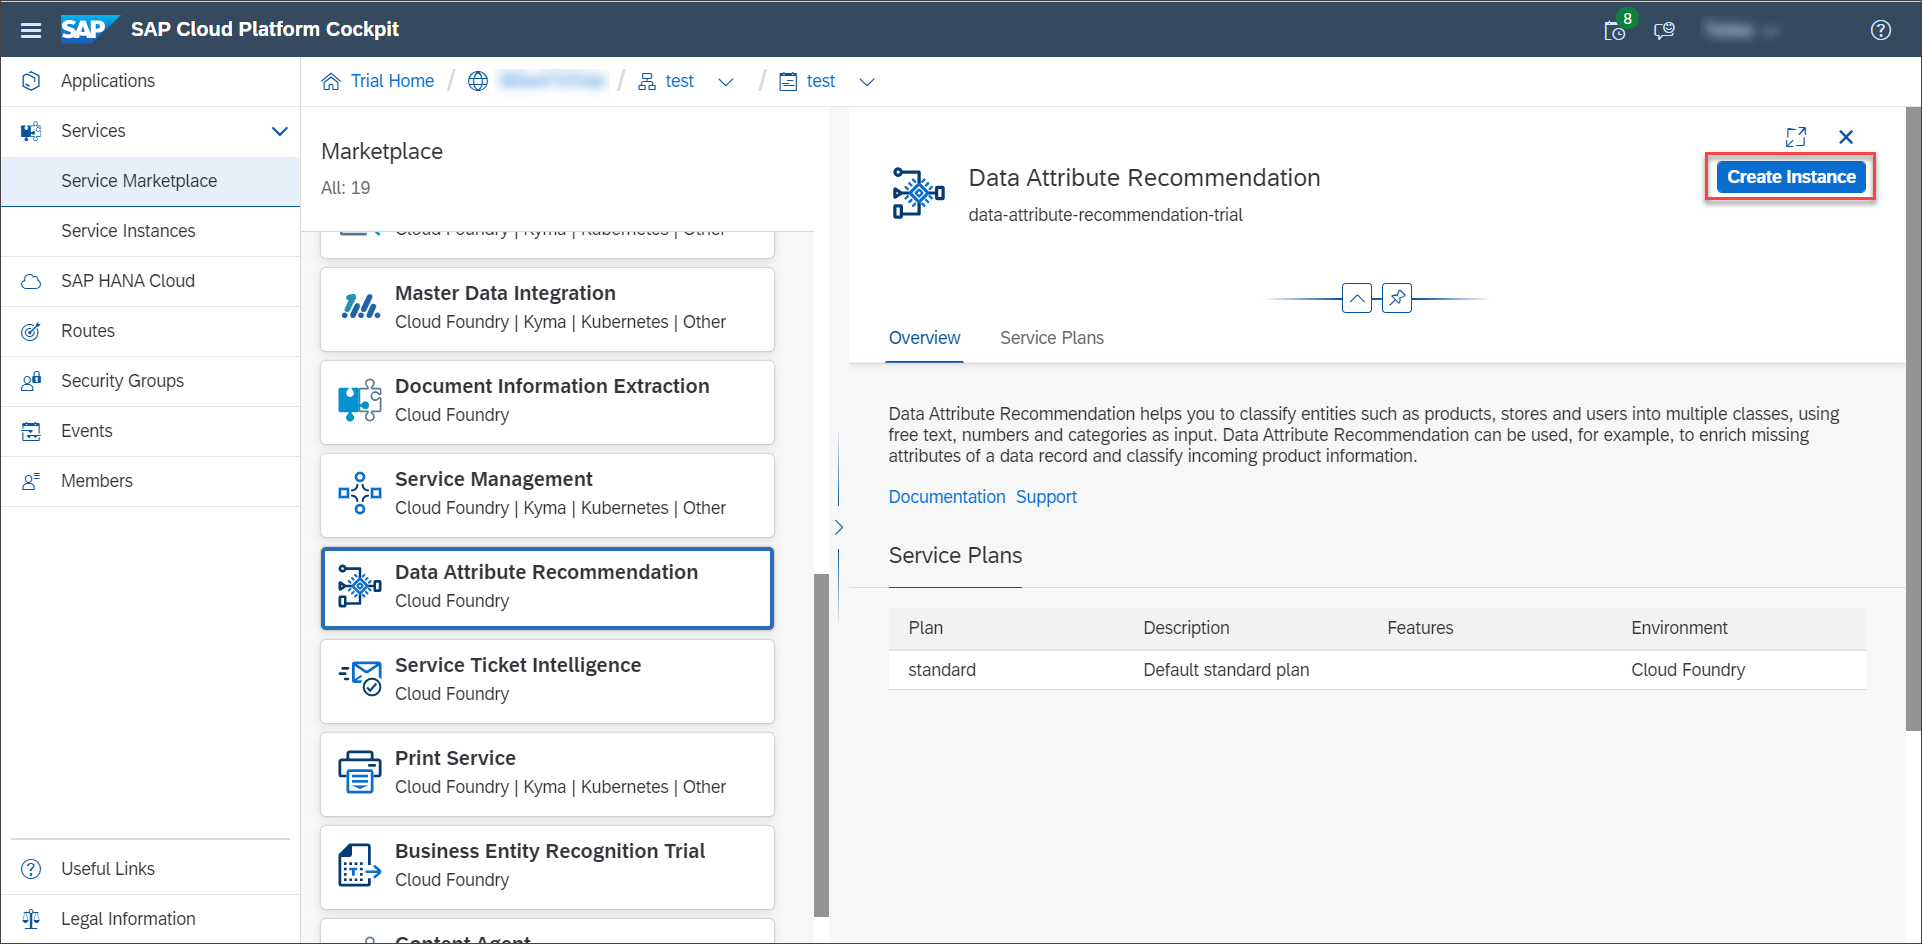 SAP SAP Cloud Platform Cockpit
8
Applications
Services
Service Marketplace
Service Instances
SAP HANA Cloud
Routes
Security Groups
Events
Members
Useful Links
Legal Information
Trial Home / / test / test
Marketplace
All: 19
Cloud Foundry | Kyma | Kubernetes | Other
Master Data Integration
Cloud Foundry | Kyma | Kubernetes | Other
Document Information Extraction
Cloud Foundry
Service Management
Cloud Foundry | Kyma | Kubernetes | Other
Data Attribute Recommendation
Cloud Foundry
Service Ticket Intelligence
Cloud Foundry
Print Service
Cloud Foundry | Kyma | Kubernetes | Other
Business Entity Recognition Trial
Cloud Foundry
Content Agent
Data Attribute Recommendation
data-attribute-recommendation-trial
Create Instance
Overview Service Plans
Data Attribute Recommendation helps you to classify entities such as products, stores and users into multiple classes, using
free text, numbers and categories as input. Data Attribute Recommendation can be used, for example, to enrich missing
attributes of a data record and classify incoming product information.
Documentation Support
Service Plans
Plan Description Features Environment
standard Default standard plan Cloud Foundry